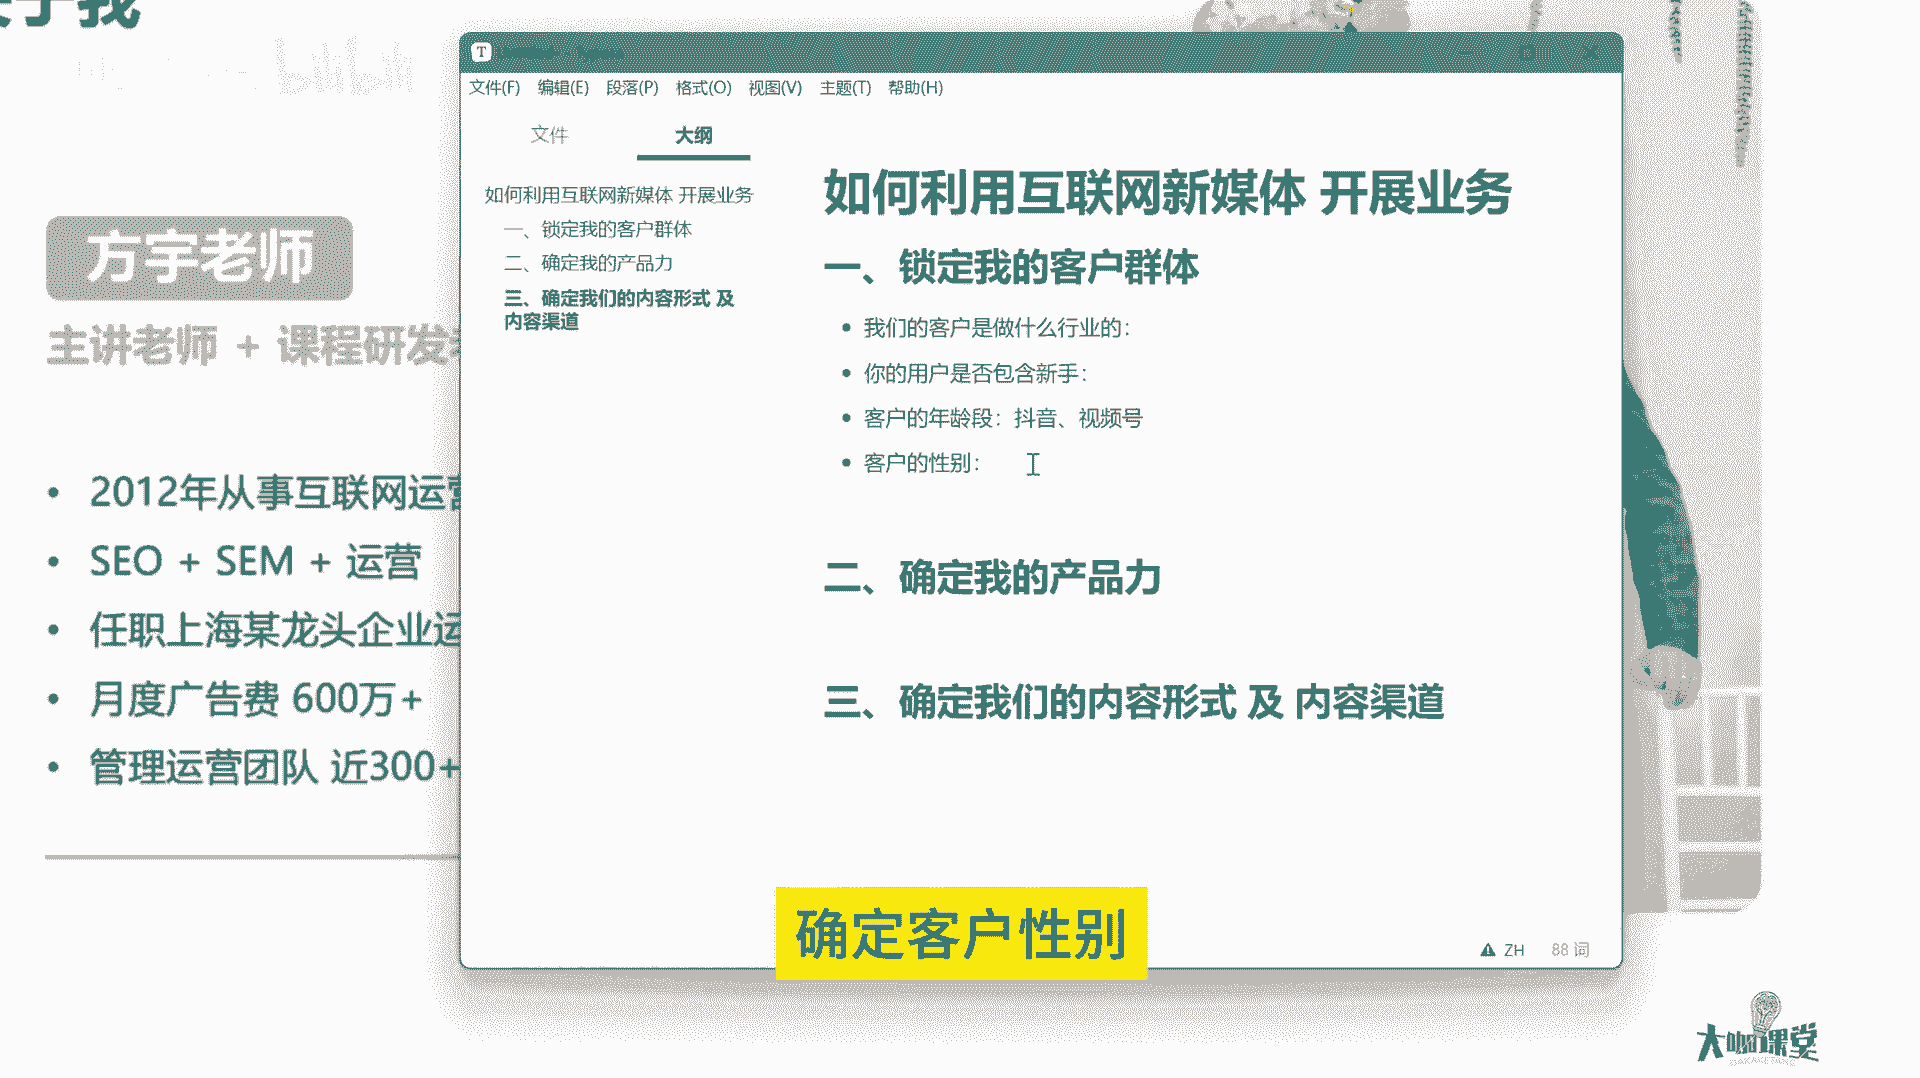 关于我
bilibili
方宇老师
主讲老师 + 课程研发
2012年从事互联网运营
SEO + SEM + 运营
任职上海某龙头企业运
月度广告费 600万+
管理运营团队 近300+
T
文件(F) 编辑(E) 段落(P) 格式(O) 视图(V) 主题(T) 帮助(H)
文件 大纲
如何利用互联网新媒体 开展业务
一、锁定我的客户群体
二、确定我的产品力
三、确定我们的内容形式 及
内容渠道
如何利用互联网新媒体 开展业务
一、锁定我的客户群体
我们的客户是做什么行业的：
你的用户是否包含新手：
客户的年龄段：抖音、视频号
客户的性别：
二、确定我的产品力
三、确定我们的内容形式 及 内容渠道
确定客户性别
ZH 88 词
大咖课堂
DAKAKETANG